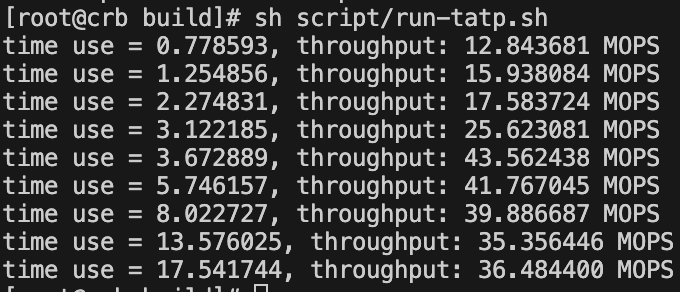 [root@crb build]# sh script/run-tatp.sh
time use = 0.778593, throughput: 12.843681 MOPS
time use = 1.254856, throughput: 15.938084 MOPS
time use = 2.274831, throughput: 17.583724 MOPS
time use = 3.122185, throughput: 25.623081 MOPS
time use = 3.672889, throughput: 43.562438 MOPS
time use = 5.746157, throughput: 41.767045 MOPS
time use = 8.022727, throughput: 39.886687 MOPS
time use = 13.576025, throughput: 35.356446 MOPS
time use = 17.541744, throughput: 36.484400 MOPS
[root@crb build]#